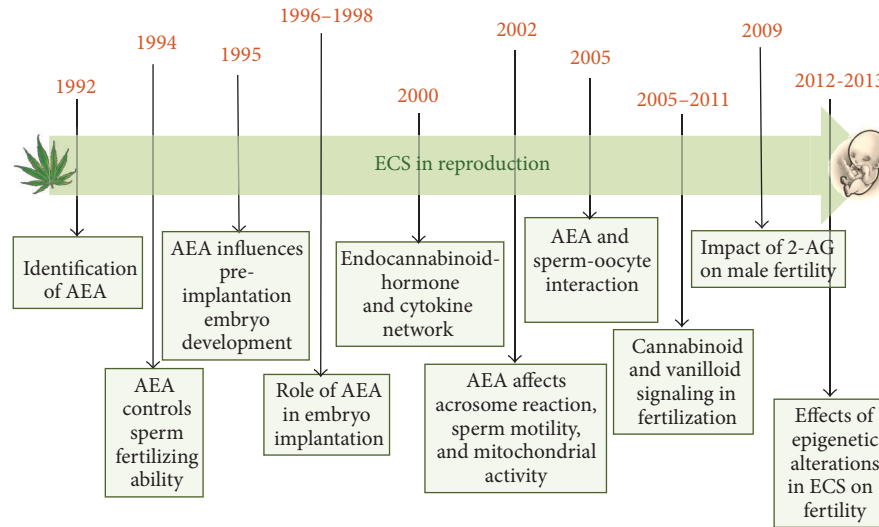 1992
1994
1995
1996–1998
2000
2002
2005
2005–2011
2009
2012-2013
ECS in reproduction
Identification
of AEA
AEA
controls
sperm
fertilizing
ability
AEA influences
pre-
implantation
embryo
development
Role of AEA
in embryo
implantation
Endocannabinoid-
hormone
and cytokine
network
AEA affects
acrosome reaction,
sperm motility,
and mitochondrial
activity
AEA and
sperm-oocyte
interaction
Cannabinoid
and vanilloid
signaling in
fertilization
Impact of 2-AG
on male fertility
Effects of
epigenetic
alterations
in ECS on
fertility